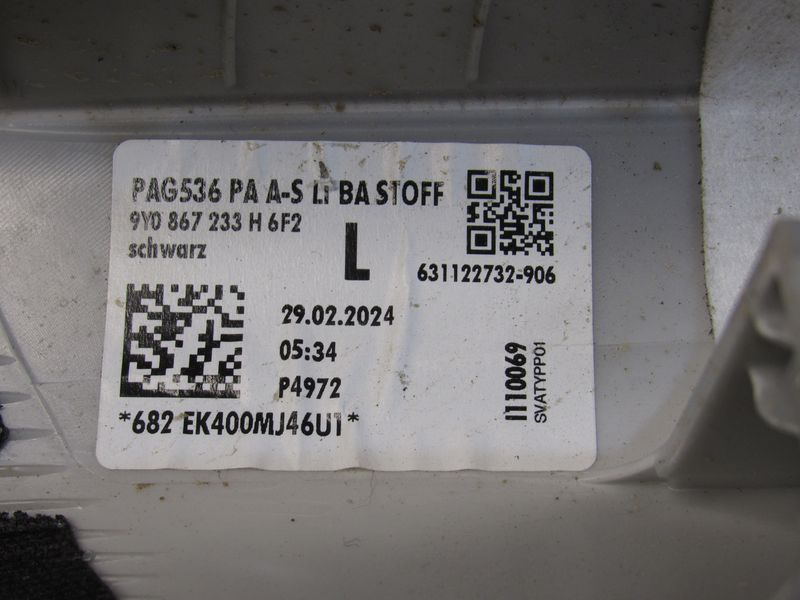 PAG536 PA A-S LI BA STOFF
9Y0 867 233 H 6F2
schwarz
L
631122732-906
29.02.2024
05:34
P4972
*682 EK400MJ46U1*
I110069
SVATYPP01